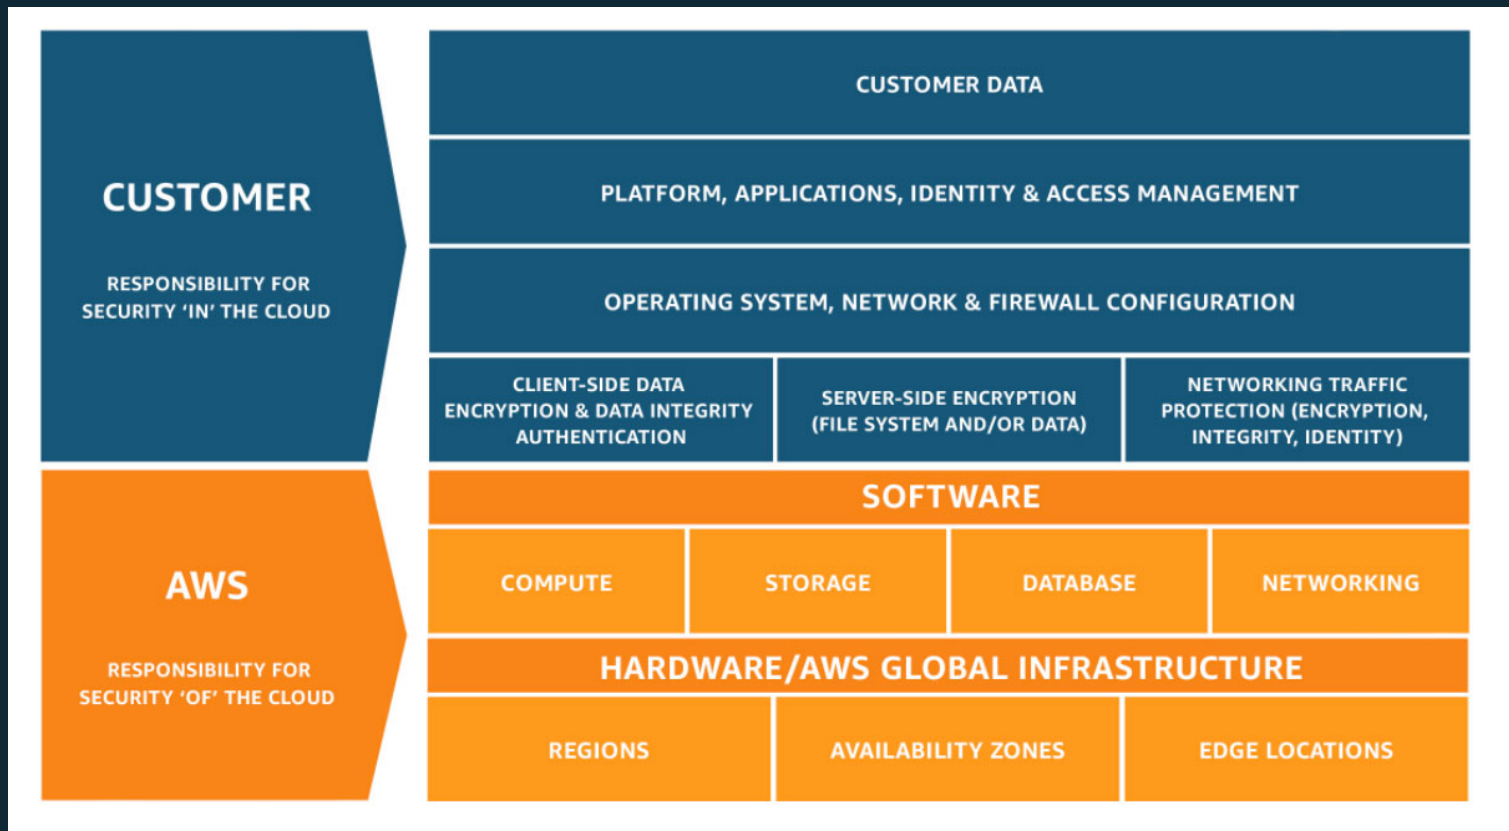 CUSTOMER
RESPONSIBILITY FOR
SECURITY ‘IN’ THE CLOUD
CUSTOMER DATA
PLATFORM, APPLICATIONS, IDENTITY & ACCESS MANAGEMENT
OPERATING SYSTEM, NETWORK & FIREWALL CONFIGURATION
CLIENT-SIDE DATA
ENCRYPTION & DATA INTEGRITY
AUTHENTICATION
SERVER-SIDE ENCRYPTION
(FILE SYSTEM AND/OR DATA)
NETWORKING TRAFFIC
PROTECTION (ENCRYPTION,
INTEGRITY, IDENTITY)
AWS
RESPONSIBILITY FOR
SECURITY ‘OF’ THE CLOUD
SOFTWARE
COMPUTE
STORAGE
DATABASE
NETWORKING
HARDWARE/AWS GLOBAL INFRASTRUCTURE
REGIONS
AVAILABILITY ZONES
EDGE LOCATIONS